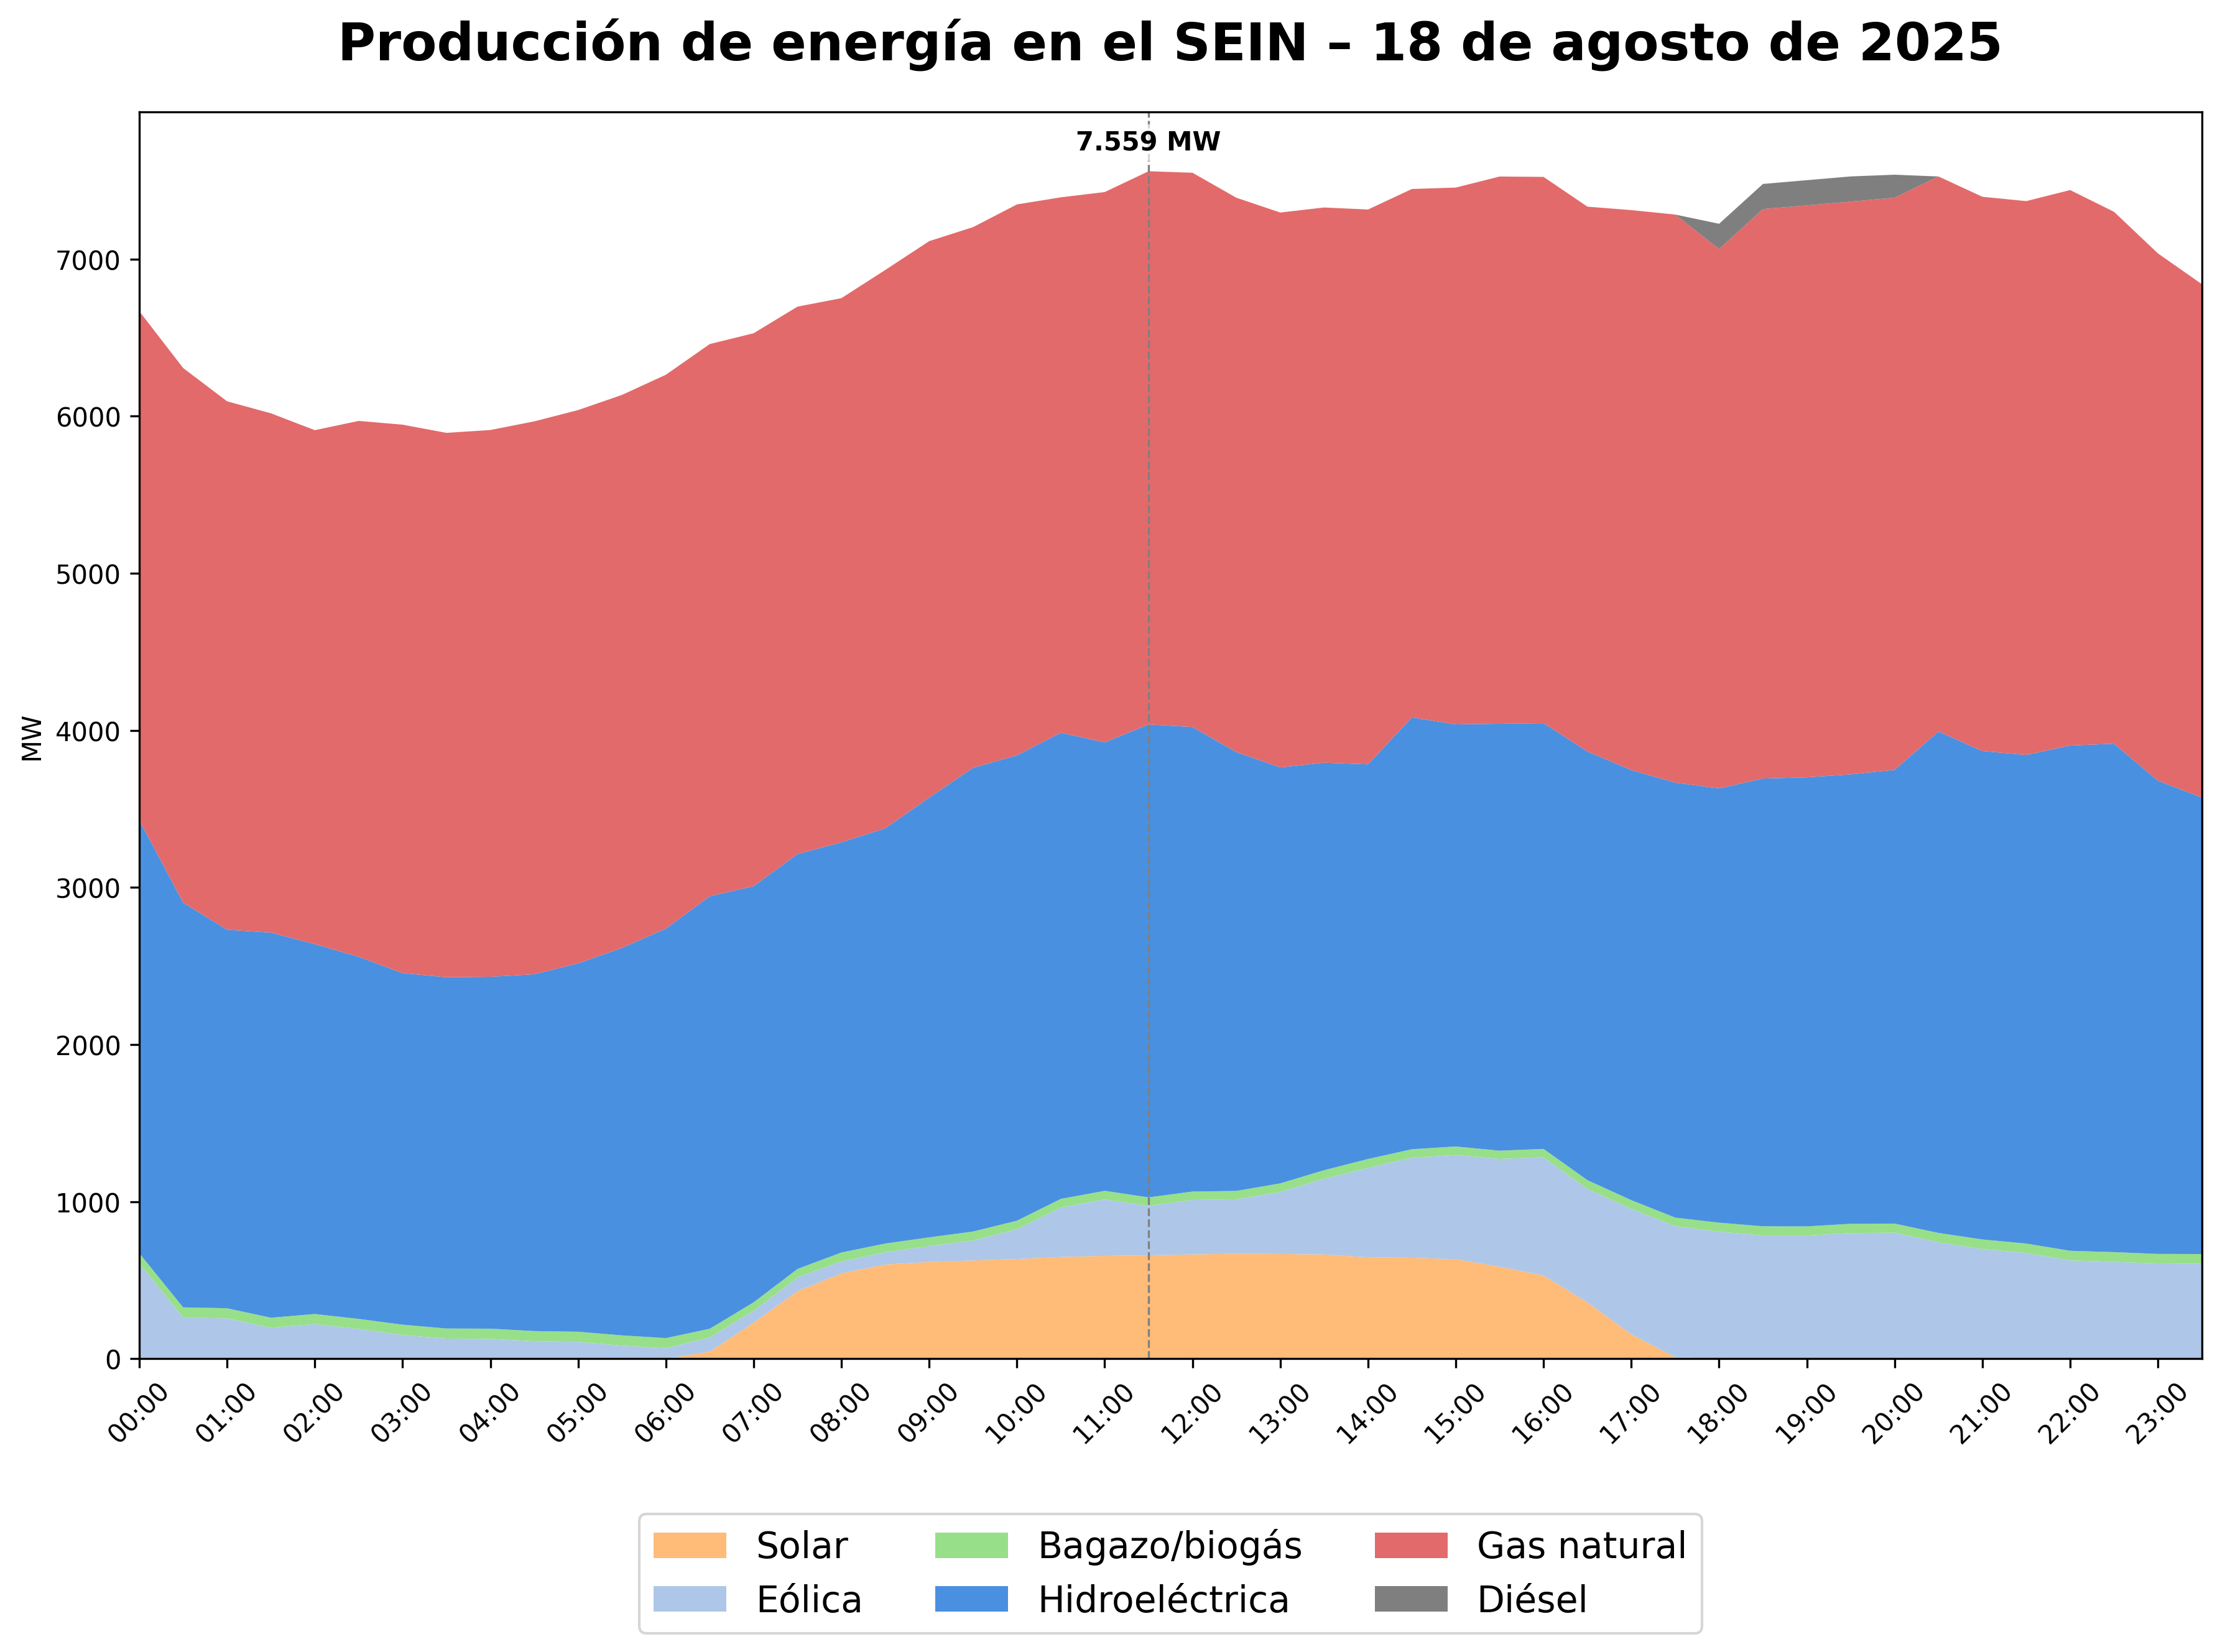 Producción de energía en el SEIN – 18 de agosto de 2025
7.559 MW
MW
7000
6000
5000
4000
3000
2000
1000
0
00:00 01:00 02:00 03:00 04:00 05:00 06:00 07:00 08:00 09:00 10:00 11:00 12:00 13:00 14:00 15:00 16:00 17:00 18:00 19:00 20:00 21:00 22:00 23:00
Solar Bagazo/biogás Gas natural
Eólica Hidroeléctrica Diésel